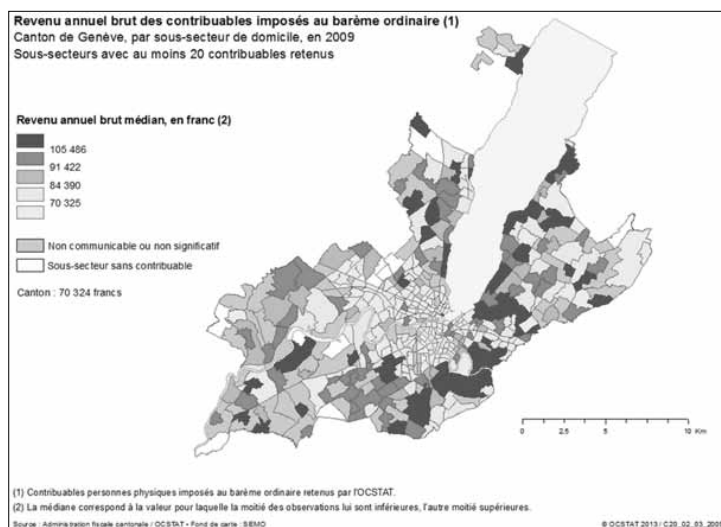 Revenu annuel brut des contribuables imposés au barème ordinaire (1)
Canton de Genève, par sous-secteur de domicile, en 2009
Sous-secteurs avec au moins 20 contribuables retenus
Revenu annuel brut médian, en franc (2)
105 486
91 422
84 390
70 325
Non communicable ou non significatif
Sous-secteur sans contribuable
Canton : 70 324 francs
0 2.5 5 10 Km
(1) Contribuables personnes physiques imposés au barème ordinaire retenus par l'OCSTAT.
(2) La médiane correspond à la valeur pour laquelle la moitié des observations lui sont inférieures, l'autre moitié supérieures.
Source : Administration fiscale cantonale / OCSTAT - Fond de carte : SEMO
© OCSTAT 2013 / C20_02_03_2009